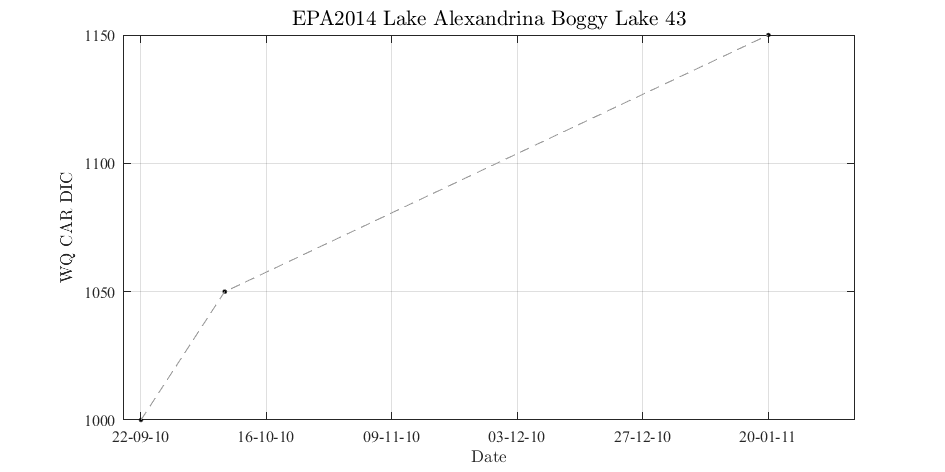 EPA2014 Lake Alexandrina Boggy Lake 43
1150
1100
1050
1000
WQ CAR DIC
22-09-10 16-10-10 09-11-10 03-12-10 27-12-10 20-01-11
Date